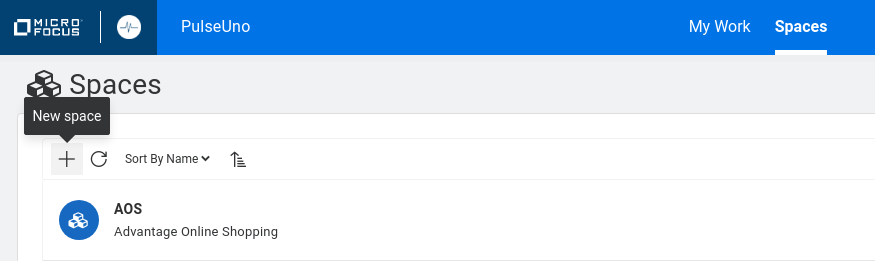 MICRO
FOCUS
PulseUno
My Work
Spaces
Spaces
New space
Sort By Name
AOS
Advantage Online Shopping